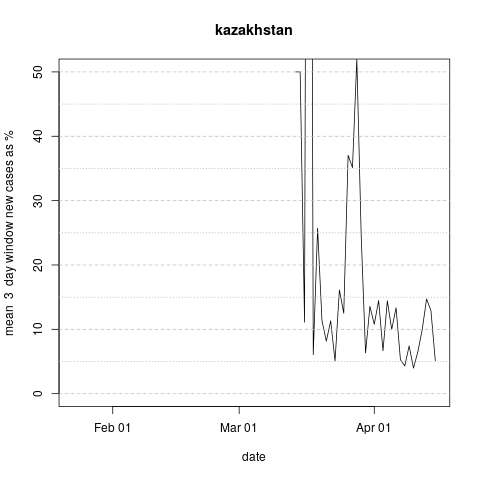 kazakhstan
mean 3 day window new cases as %
50
40
30
20
10
0
Feb 01
Mar 01
Apr 01
date